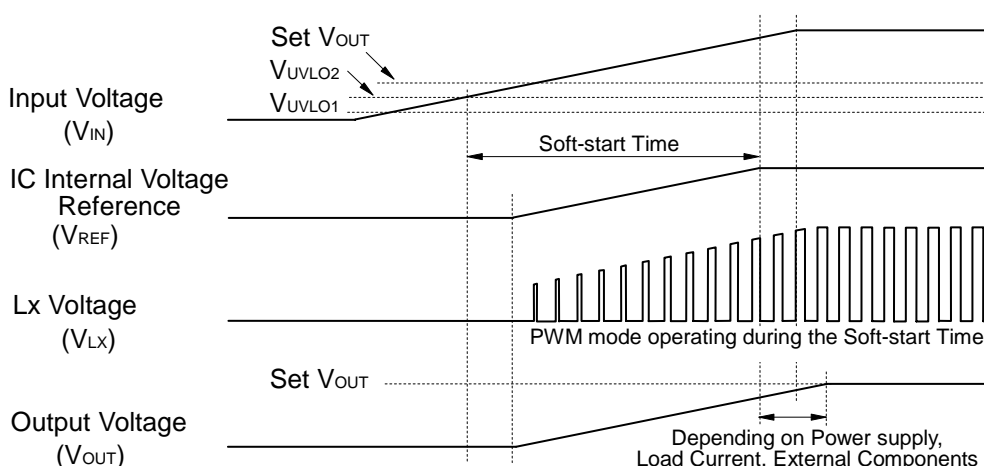 Set VOUT
VUVLO2
VUVLO1
Input Voltage
(VIN)
Soft-start Time
IC Internal Voltage
Reference
(VREF)
Lx Voltage
(VLX)
PWM mode operating during the Soft-start Time
Set VOUT
Output Voltage
(VOUT)
Depending on Power supply,
Load Current, External Components